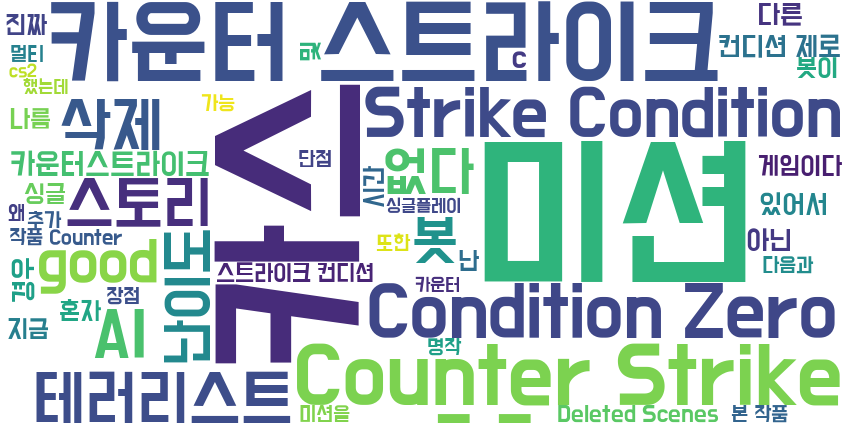 진짜
카운터 스트라이크
다른
멀티
및
c
컨디션 제로
cs2
했는데
봇이
가능
나름
삭제
Strike Condition
수는
미션
카운터스트라이크
단점
없다
게임이다
싱글
스토리
싱글플레이
있어서
왜
추가
작품 Counter
봇
또한
난
아닌
good
스트라이크 컨디션
다음과
장점
카운터
혼자
Condition Zero
지금
AI
명작
Counter Strike
테러리스트
미션을
Deleted Scenes
본 작품